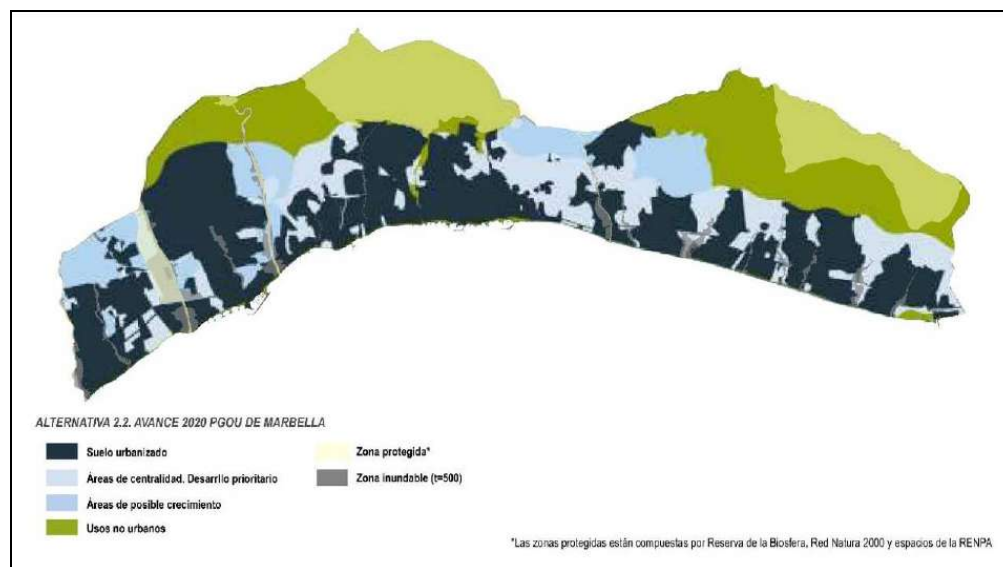 ALTERNATIVA 2.2. AVANCE 2020 PGOU DE MARBELLA
Suelo urbanizado
Áreas de centralidad. Desarrllo prioritario
Áreas de posible crecimiento
Usos no urbanos
Zona protegida*
Zona inundable (t=500)
*Las zonas protegidas están compuestas por Reserva de la Biosfera, Red Natura 2000 y espacios de la RENPA